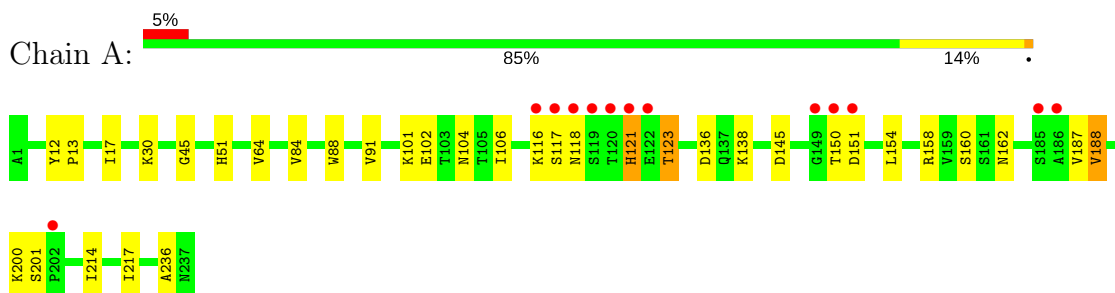 5%
Chain A:
85% 14% •
A1 Y12 P13 I17 K30 G45 H51 V64 V84 W88 V91 K101 E102 T103 N104 T105 I106 K116 S117 N118 S119 T120 H121 E122 T123 D136 Q137 K138 D145 G149 T150 D151 L154 R158 V159 S160 S161 N162 S185 A186 V187 V188
K200 S201 P202 I214 I217 A236 N237